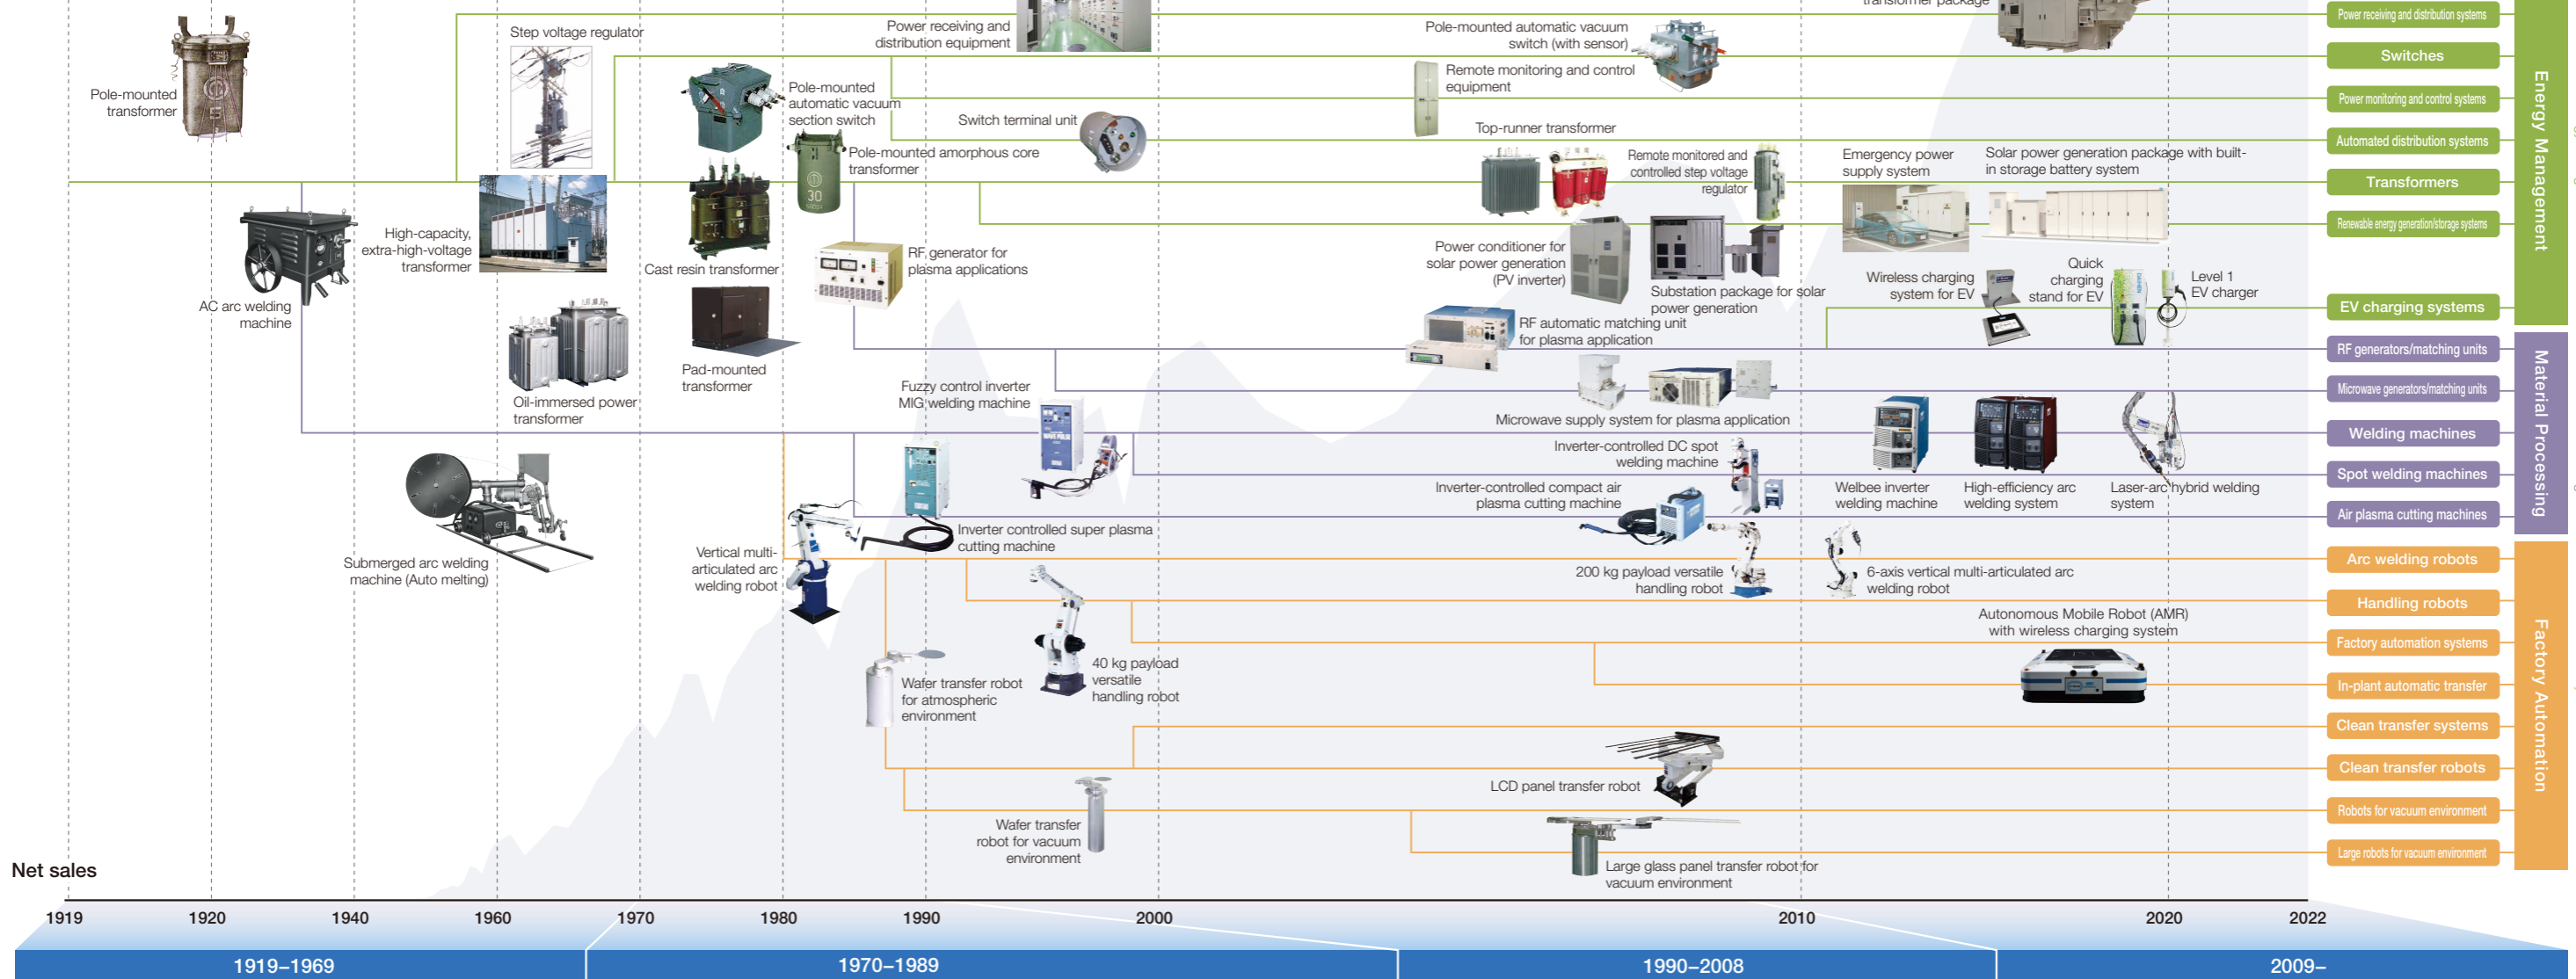 transformer package
Power receiving and distribution systems
Step voltage regulator
Power receiving and
distribution equipment
Pole-mounted automatic vacuum
switch (with sensor)
Switches
Remote monitoring and control
equipment
Pole-mounted
transformer
Pole-mounted
automatic vacuum
section switch
Power monitoring and control systems
Switch terminal unit
Top-runner transformer
Automated distribution systems
Pole-mounted amorphous core
transformer
30
Remote monitored and
controlled step voltage
regulator
Emergency power
supply system
Solar power generation package with built-
in storage battery system
Transformers
Renewable energy generation/storage systems
Energy Management
High-capacity,
extra-high-voltage
transformer
Cast resin transformer
RF generator for
plasma applications
Power conditioner for
solar power generation
(PV inverter)
Substation package for solar
power generation
Wireless charging
system for EV
Quick
charging
stand for EV
Level 1
EV charger
EV charging systems
AC arc welding
machine
RF automatic matching unit
for plasma application
RF generators/matching units
Pad-mounted
transformer
Oil-immersed power
transformer
Fuzzy control inverter
MIG welding machine
Microwave generators/matching units
Microwave supply system for plasma application
Welding machines
Inverter-controlled DC spot
welding machine
Spot welding machines
Inverter-controlled compact air
plasma cutting machine
Welbee inverter
welding machine
High-efficiency arc
welding system
Laser-arc hybrid welding
system
Air plasma cutting machines
Material Processing
Inverter controlled super plasma
cutting machine
Submerged arc welding
machine (Auto melting)
Vertical multi-
articulated arc
welding robot
Arc welding robots
200 kg payload versatile
handling robot
6-axis vertical multi-articulated arc
welding robot
Handling robots
Autonomous Mobile Robot (AMR)
with wireless charging system
Factory automation systems
40 kg payload
versatile
handling robot
Wafer transfer robot
for atmospheric
environment
In-plant automatic transfer
Clean transfer systems
Factory Automation
LCD panel transfer robot
Clean transfer robots
Wafer transfer
robot for vacuum
environment
Robots for vacuum environment
Large glass panel transfer robot for
vacuum environment
Large robots for vacuum environment
Net sales
1919 1920 1940 1960 1970 1980 1990 2000 2010 2020 2022
1919–1969 1970–1989 1990–2008 2009–